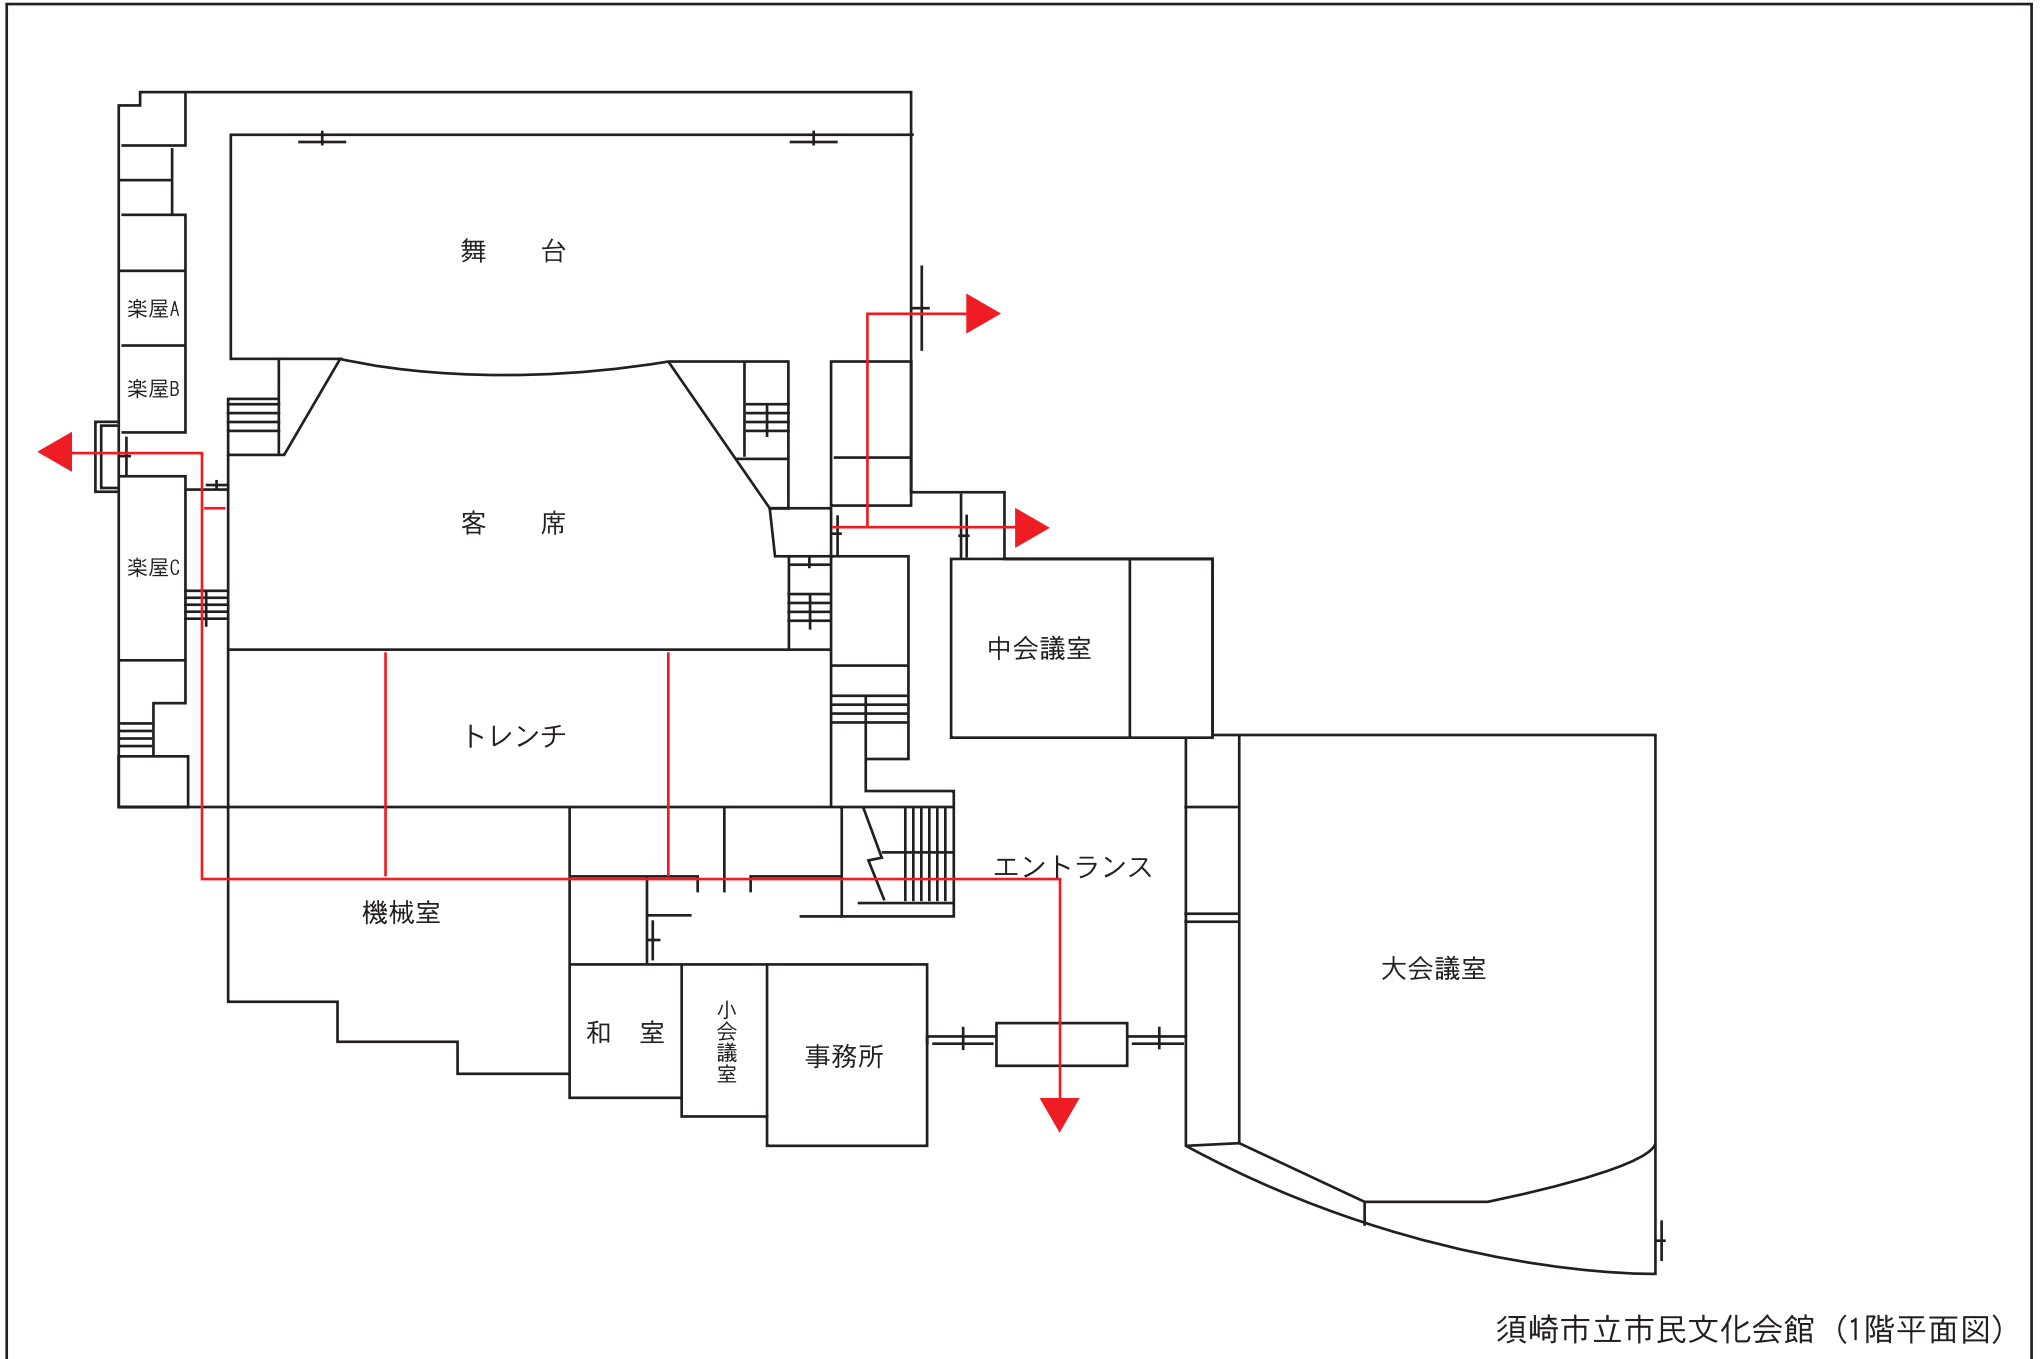 舞　台
楽屋A
楽屋B
客　席
楽屋C
中会議室
トレンチ
エントランス
機械室
大会議室
和　室
小会議室
事務所
須崎市立市民文化会館（1階平面図）